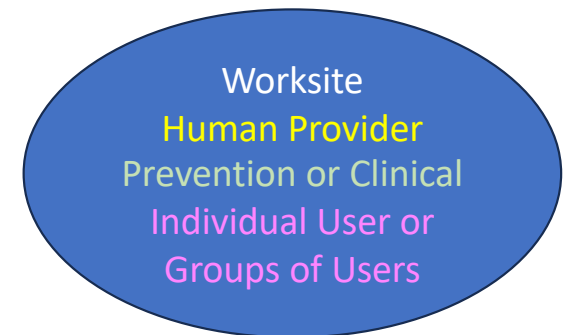 Worksite
Human Provider
Prevention or Clinical
Individual User or
Groups of Users